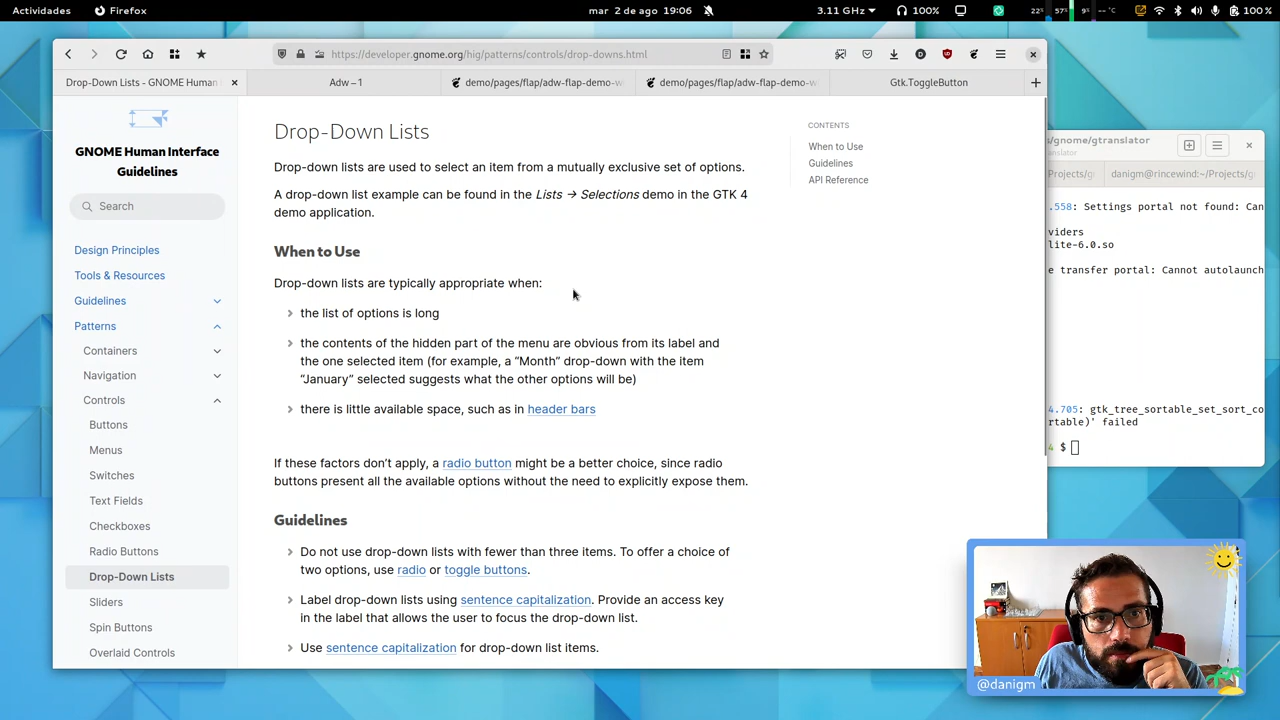 Actividades
Firefox
mar 2 de ago 19:06
3.11 GHz
100%
22%
57%
9%
-- °C
100 %
https://developer.gnome.org/hig/patterns/controls/drop-downs.html
Drop-Down Lists - GNOME Human
Adw – 1
demo/pages/flap/adw-flap-demo-w
demo/pages/flap/adw-flap-demo-w
Gtk.ToggleButton
GNOME Human Interface
Guidelines
Search
Design Principles
Tools & Resources
Guidelines
Patterns
Containers
Navigation
Controls
Buttons
Menus
Switches
Text Fields
Checkboxes
Radio Buttons
Drop-Down Lists
Sliders
Spin Buttons
Overlaid Controls
Drop-Down Lists
Drop-down lists are used to select an item from a mutually exclusive set of options.
A drop-down list example can be found in the Lists → Selections demo in the GTK 4
demo application.
When to Use
Drop-down lists are typically appropriate when:
the list of options is long
the contents of the hidden part of the menu are obvious from its label and
the one selected item (for example, a “Month” drop-down with the item
“January” selected suggests what the other options will be)
there is little available space, such as in header bars
If these factors don’t apply, a radio button might be a better choice, since radio
buttons present all the available options without the need to explicitly expose them.
Guidelines
Do not use drop-down lists with fewer than three items. To offer a choice of
two options, use radio or toggle buttons.
Label drop-down lists using sentence capitalization. Provide an access key
in the label that allows the user to focus the drop-down list.
Use sentence capitalization for drop-down list items.
CONTENTS
When to Use
Guidelines
API Reference
s/gnome/gtranslator
anslator
Projects/g
danigm@rincewind:~/Projects/g
.558: Settings portal not found: Can
viders
lite-6.0.so
e transfer portal: Cannot autolaunch
4.705: gtk_tree_sortable_set_sort_co
rtable)' failed
4 $
@danigm